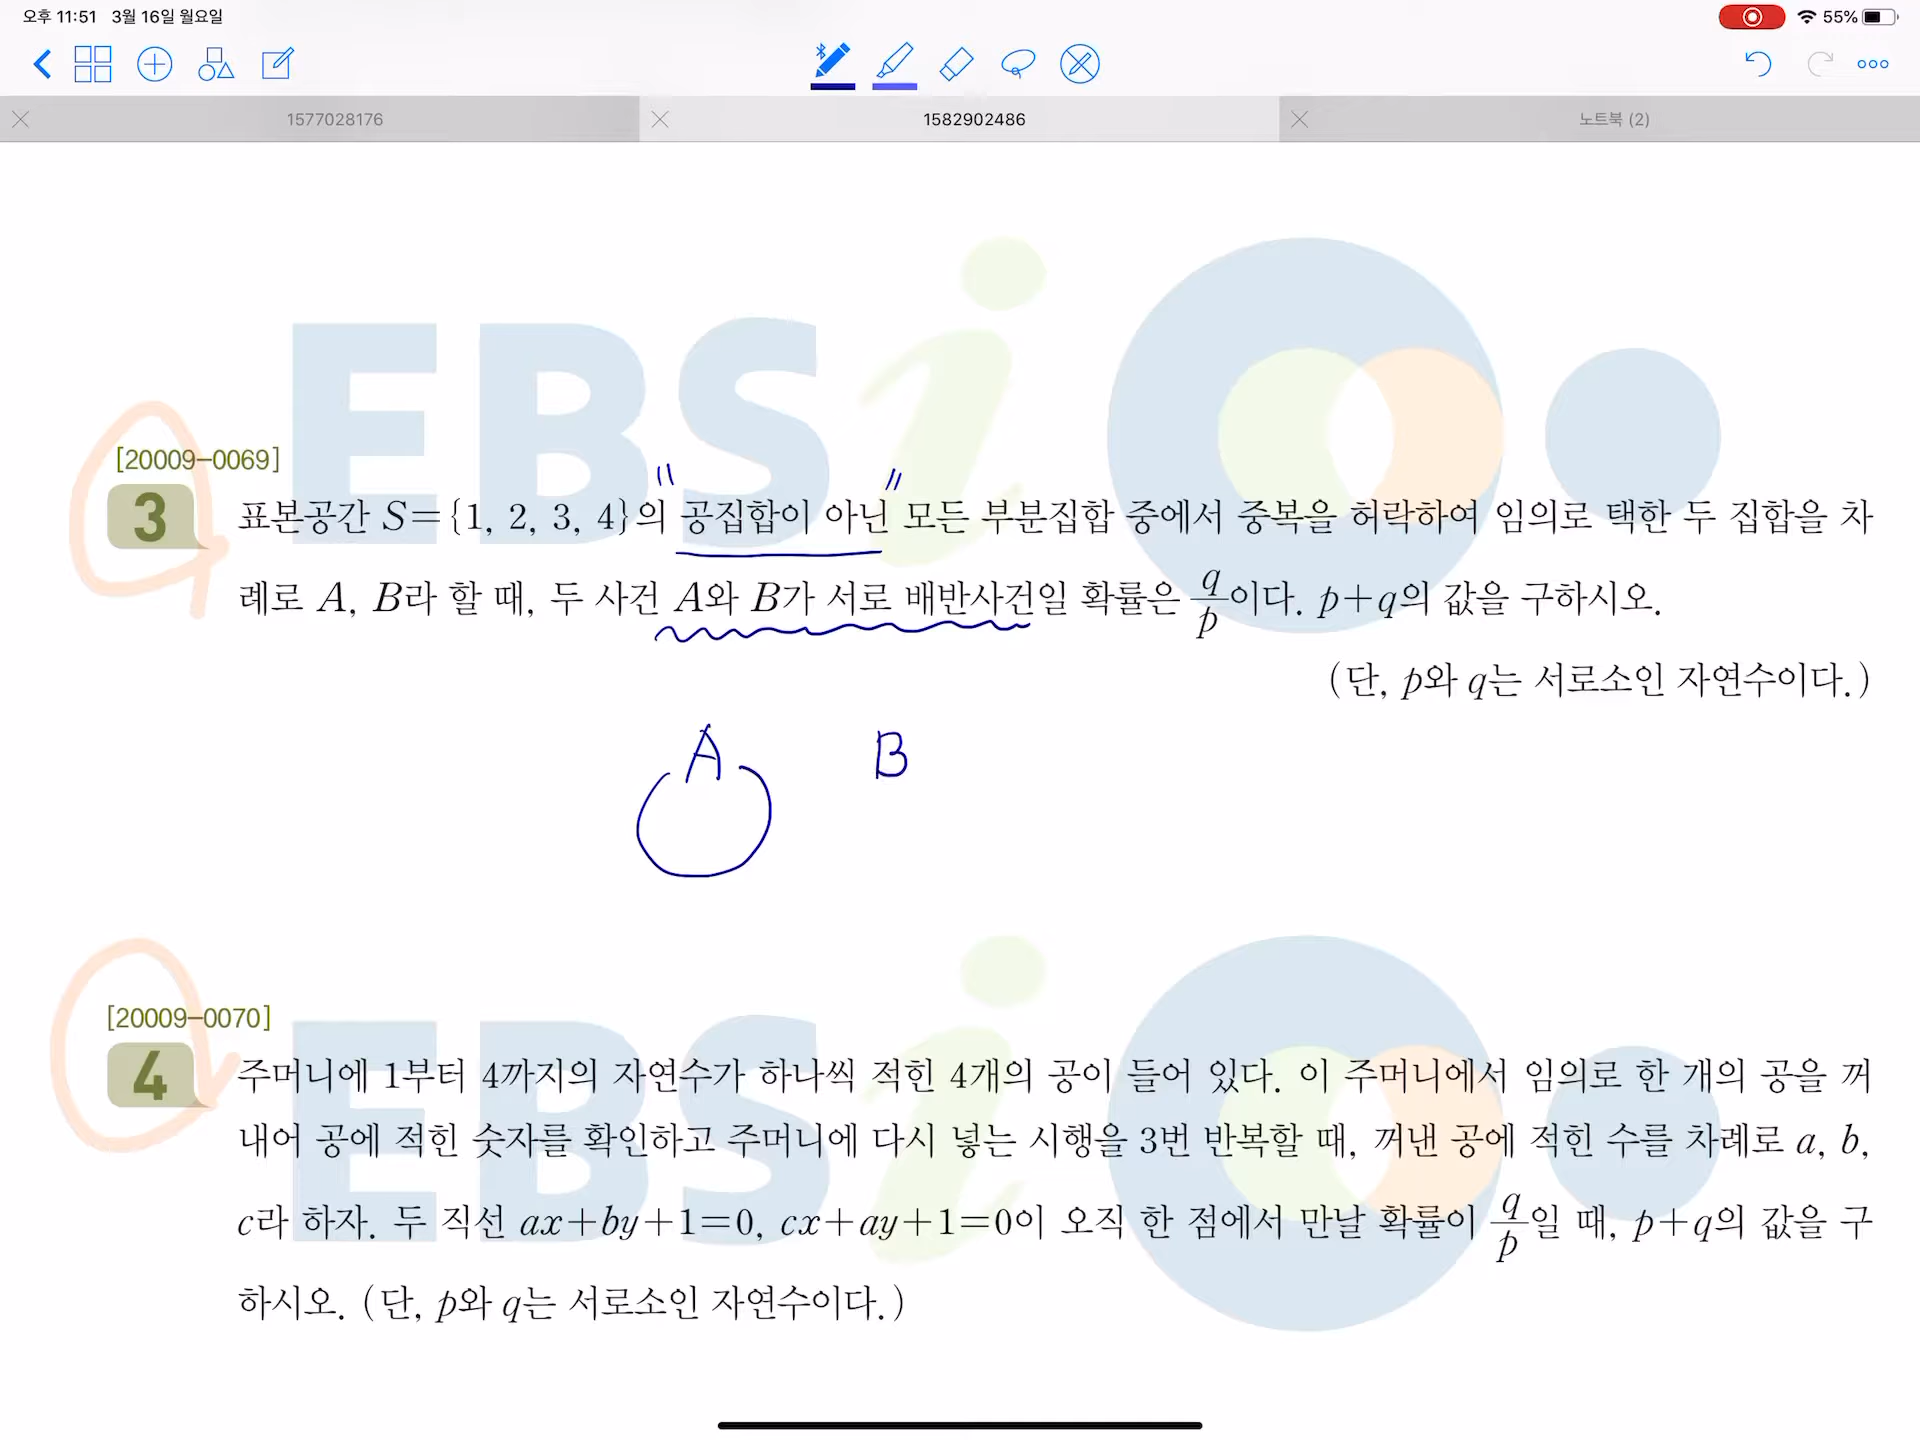 오후 11:51 3월 16일 월요일
55%
1577028176
1582902486
노트북 (2)
EBSi
[20009-0069]
3
표본공간 S={1, 2, 3, 4}의 "공집합이 아닌" 모든 부분집합 중에서 중복을 허락하여 임의로 택한 두 집합을 차
례로 A, B라 할 때, 두 사건 A와 B가 서로 배반사건일 확률은 q/p이다. p+q의 값을 구하시오.
(단, p와 q는 서로소인 자연수이다.)
A B
EBSi
[20009-0070]
4
주머니에 1부터 4까지의 자연수가 하나씩 적힌 4개의 공이 들어 있다. 이 주머니에서 임의로 한 개의 공을 꺼
내어 공에 적힌 숫자를 확인하고 주머니에 다시 넣는 시행을 3번 반복할 때, 꺼낸 공에 적힌 수를 차례로 a, b,
c라 하자. 두 직선 ax+by+1=0, cx+ay+1=0이 오직 한 점에서 만날 확률이 q/p일 때, p+q의 값을 구
하시오. (단, p와 q는 서로소인 자연수이다.)